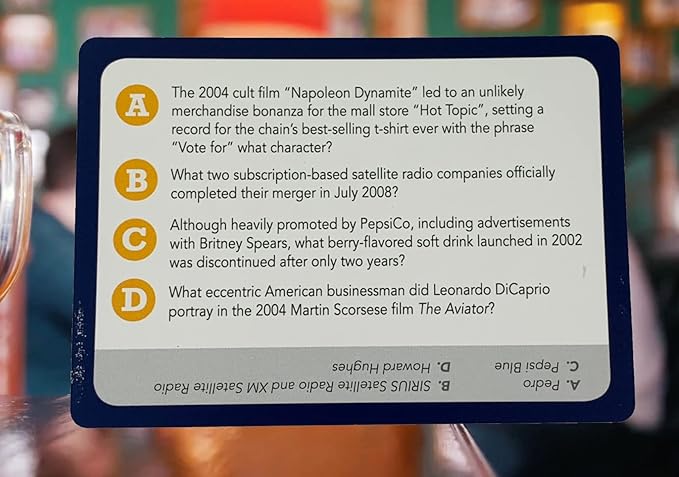 A The 2004 cult film “Napoleon Dynamite” led to an unlikely
merchandise bonanza for the mall store “Hot Topic”, setting a
record for the chain’s best-selling t-shirt ever with the phrase
“Vote for” what character?
B What two subscription-based satellite radio companies officially
completed their merger in July 2008?
C Although heavily promoted by PepsiCo, including advertisements
with Britney Spears, what berry-flavored soft drink launched in 2002
was discontinued after only two years?
D What eccentric American businessman did Leonardo DiCaprio
portray in the 2004 Martin Scorsese film The Aviator?
A. Pedro B. SIRIUS Satellite Radio and XM Satellite Radio
C. Pepsi Blue D. Howard Hughes